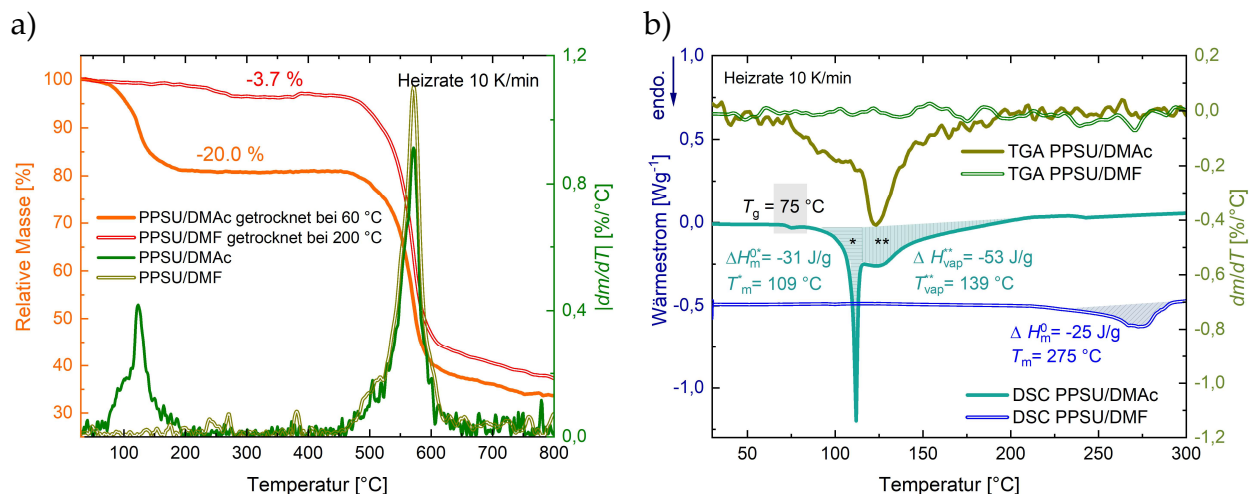 a)
Relative Masse [%]
100
90
80
70
60
50
40
30
-3.7 %
-20.0 %
Heizrate 10 K/min
PPSU/DMAc getrocknet bei 60 °C
PPSU/DMF getrocknet bei 200 °C
PPSU/DMAc
PPSU/DMF
1,2
0,8
0,4
0,0
|dm/dT| [%/°C]
100 200 300 400 500 600 700 800
Temperatur [°C]
b)
endo.
Wärmestrom [Wg-1]
1,0
0,5
0,0
-0,5
-1,0
Heizrate 10 K/min
TGA PPSU/DMAc
TGA PPSU/DMF
Tg = 75 °C
* **
ΔH0*m= -31 J/g
T*m= 109 °C
Δ H**vap= -53 J/g
T**vap= 139 °C
Δ H0m= -25 J/g
Tm= 275 °C
DSC PPSU/DMAc
DSC PPSU/DMF
0,2
0,0
-0,2
-0,4
-0,6
-0,8
-1,0
-1,2
dm/dT [%/°C]
50 100 150 200 250 300
Temperatur [°C]